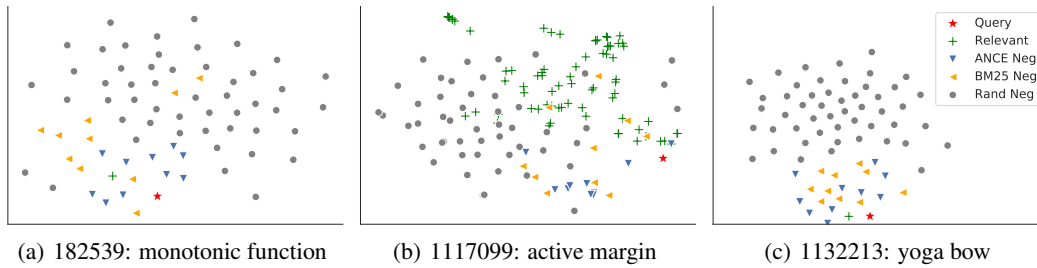 Query
Relevant
ANCE Neg
BM25 Neg
Rand Neg
(a) 182539: monotonic function
(b) 1117099: active margin
(c) 1132213: yoga bow